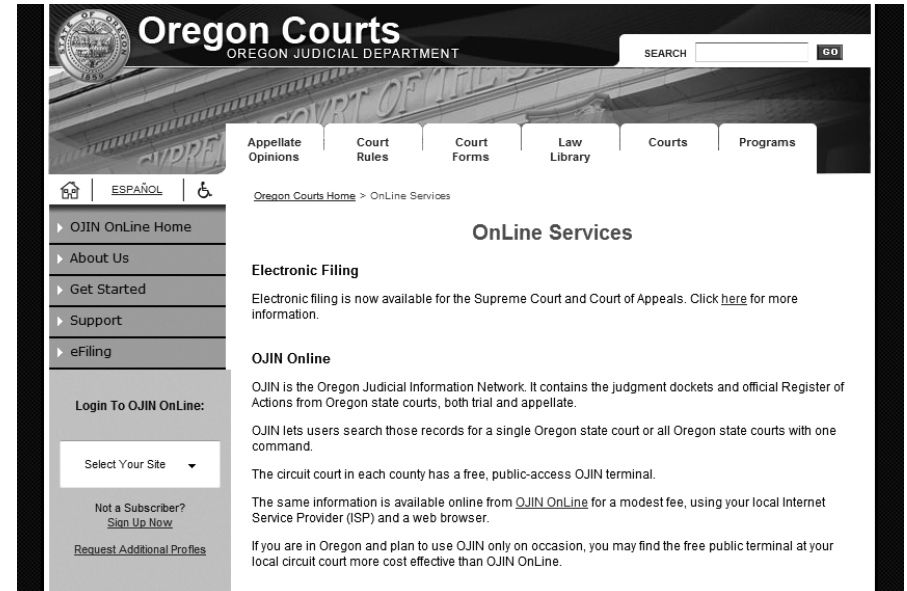 Oregon Courts
OREGON JUDICIAL DEPARTMENT
SEARCH
GO
STATE OF OREGON
1859
COURT OF THE S
SUPRE
Appellate Opinions
Court Rules
Court Forms
Law Library
Courts
Programs
ESPAÑOL
Oregon Courts Home > OnLine Services
OJIN OnLine Home
About Us
Get Started
Support
eFiling
Login To OJIN OnLine:
Select Your Site
Not a Subscriber?
Sign Up Now
Request Additional Profles
OnLine Services
Electronic Filing
Electronic filing is now available for the Supreme Court and Court of Appeals. Click here for more
information.
OJIN Online
OJIN is the Oregon Judicial Information Network. It contains the judgment dockets and official Register of
Actions from Oregon state courts, both trial and appellate.
OJIN lets users search those records for a single Oregon state court or all Oregon state courts with one
command.
The circuit court in each county has a free, public-access OJIN terminal.
The same information is available online from OJIN OnLine for a modest fee, using your local Internet
Service Provider (ISP) and a web browser.
If you are in Oregon and plan to use OJIN only on occasion, you may find the free public terminal at your
local circuit court more cost effective than OJIN OnLine.